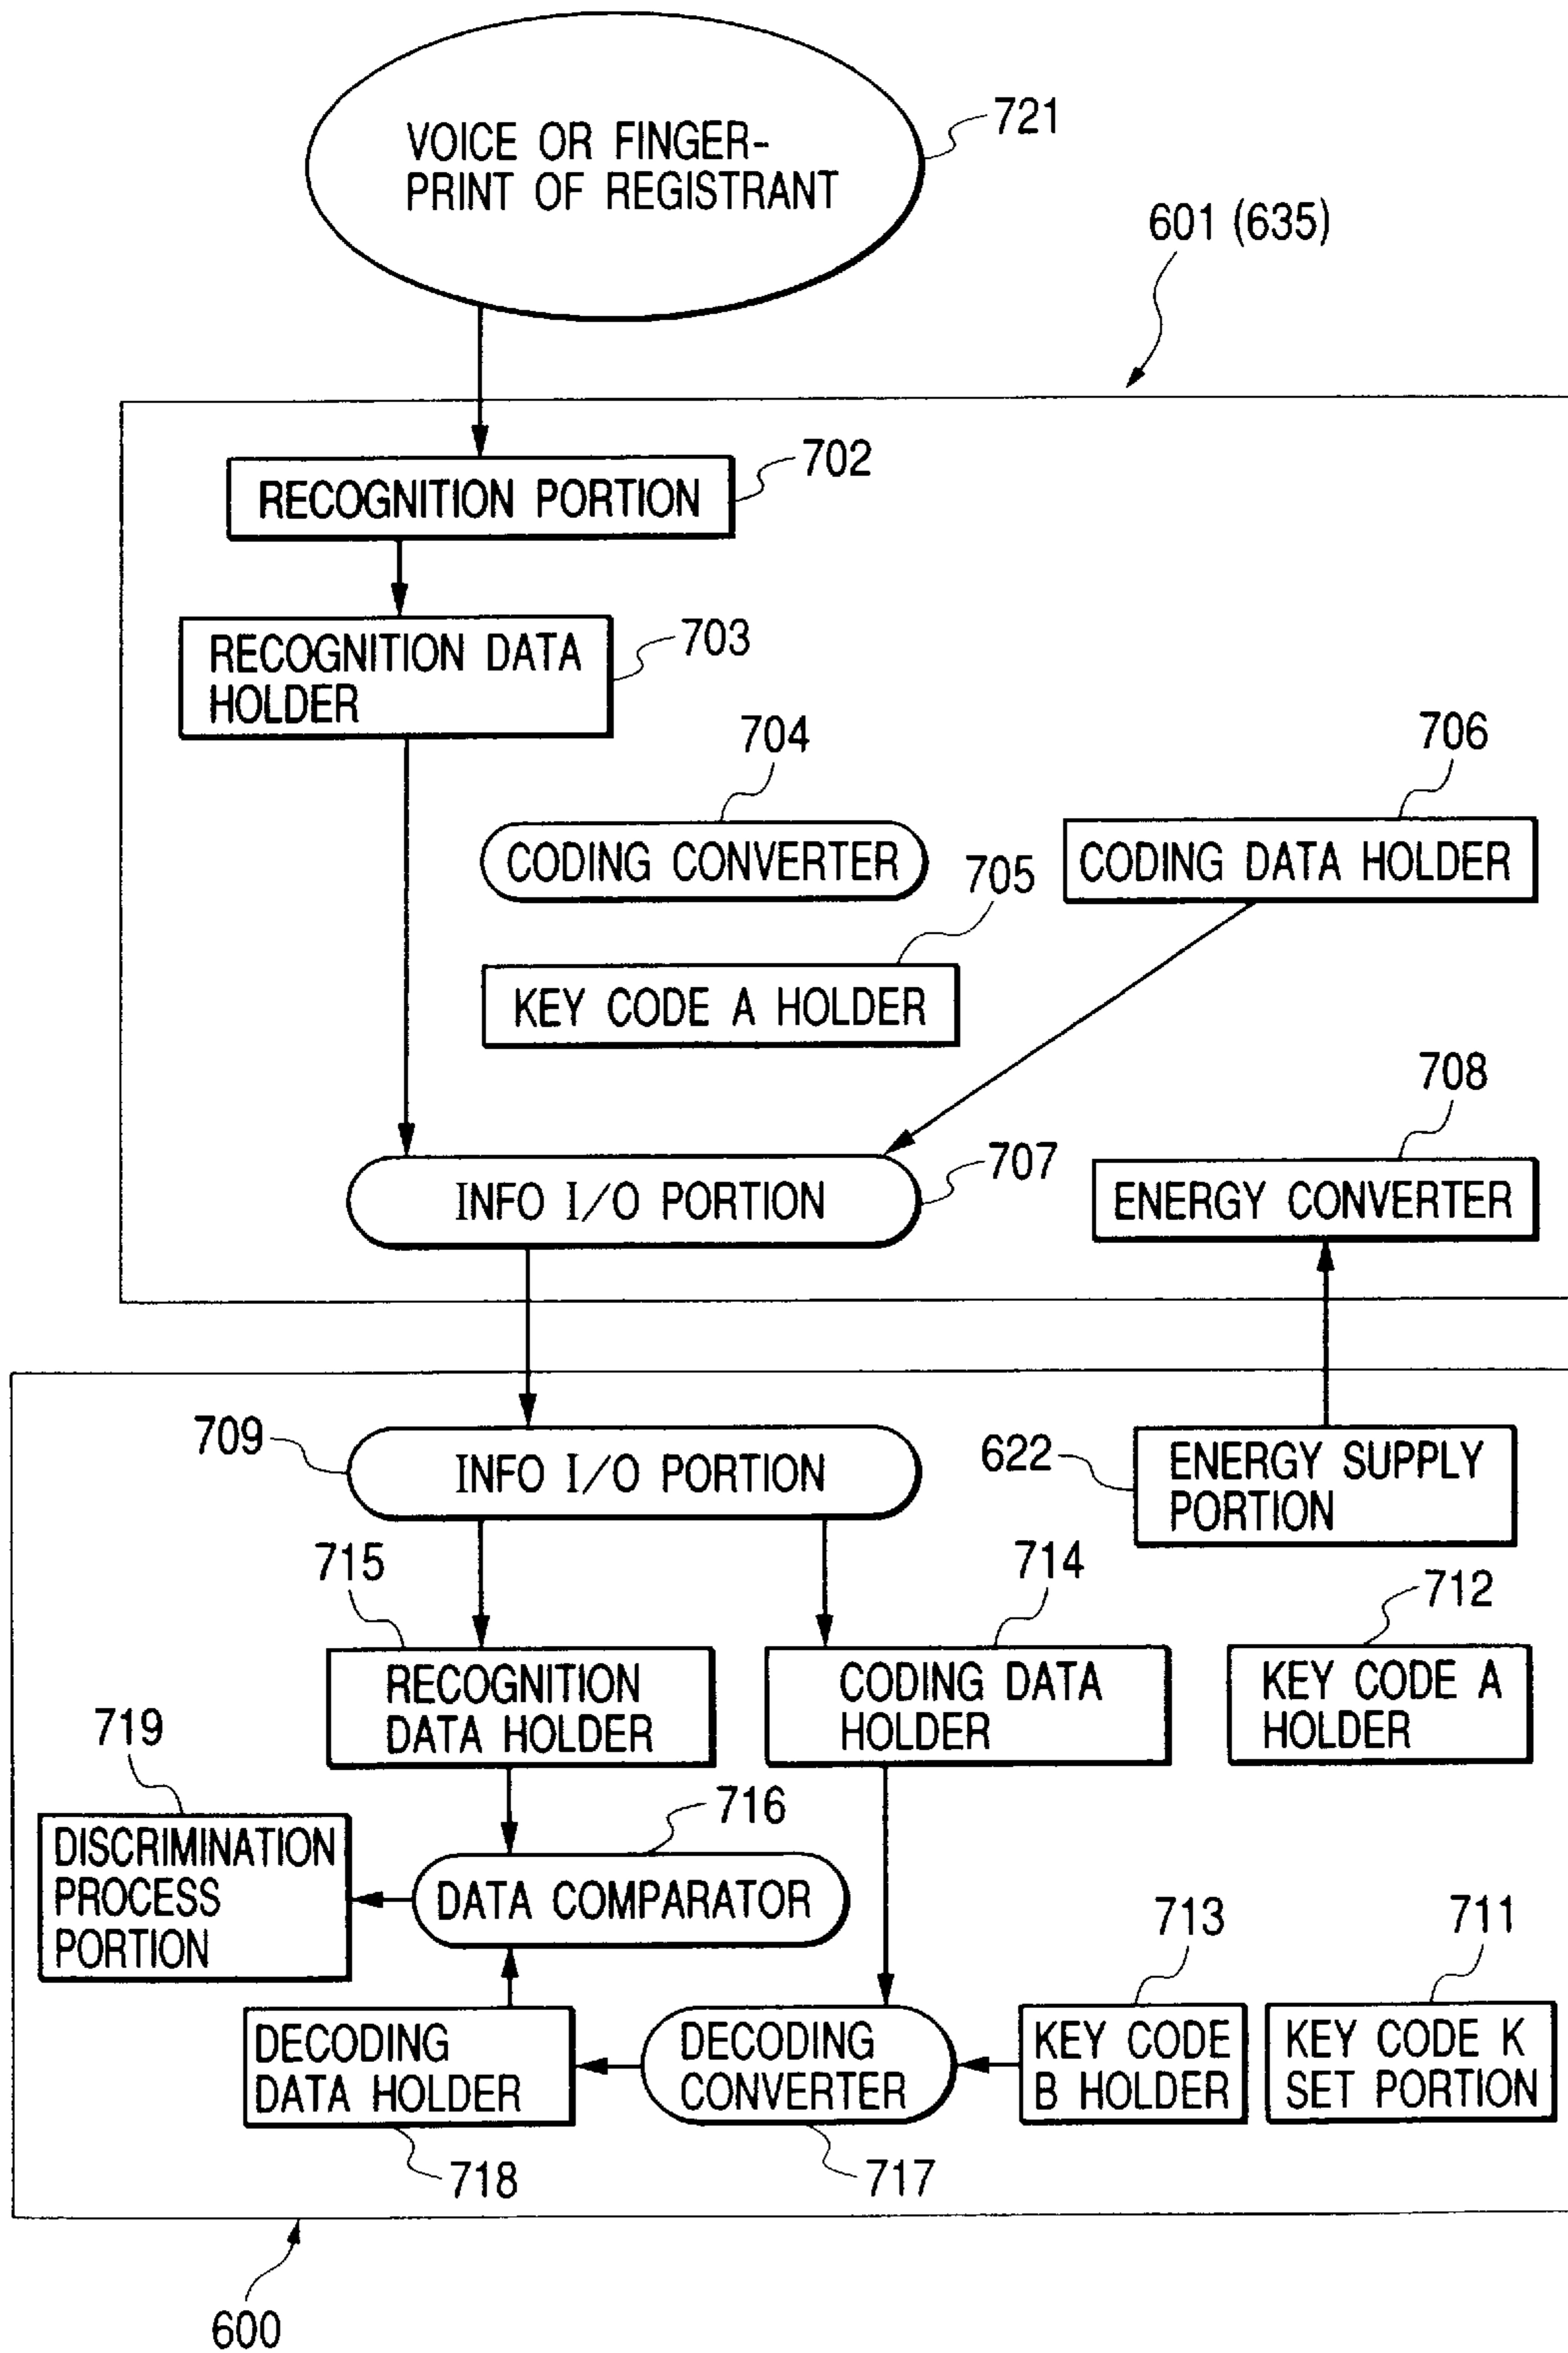 VOICE OR FINGER-
PRINT OF REGISTRANT
721
601 (635)
702
RECOGNITION PORTION
703
RECOGNITION DATA
HOLDER
704
706
CODING CONVERTER
CODING DATA HOLDER
705
KEY CODE A HOLDER
708
707
INFO I/O PORTION
ENERGY CONVERTER
709
INFO I/O PORTION
622
ENERGY SUPPLY
PORTION
715
714
712
RECOGNITION
DATA HOLDER
CODING DATA
HOLDER
KEY CODE A
HOLDER
719
716
DISCRIMINATION
PROCESS
PORTION
DATA COMPARATOR
713
711
DECODING
DATA HOLDER
DECODING
CONVERTER
KEY CODE
B HOLDER
KEY CODE K
SET PORTION
718
717
600